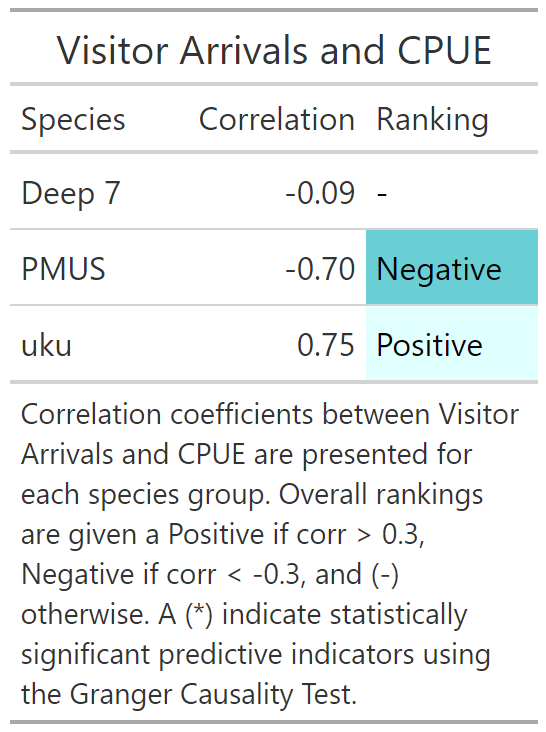 Visitor Arrivals and CPUE
Species Correlation Ranking
Deep 7 -0.09 -
PMUS -0.70 Negative
uku 0.75 Positive
Correlation coefficients between Visitor
Arrivals and CPUE are presented for
each species group. Overall rankings
are given a Positive if corr > 0.3,
Negative if corr < -0.3, and (-)
otherwise. A (*) indicate statistically
significant predictive indicators using
the Granger Causality Test.